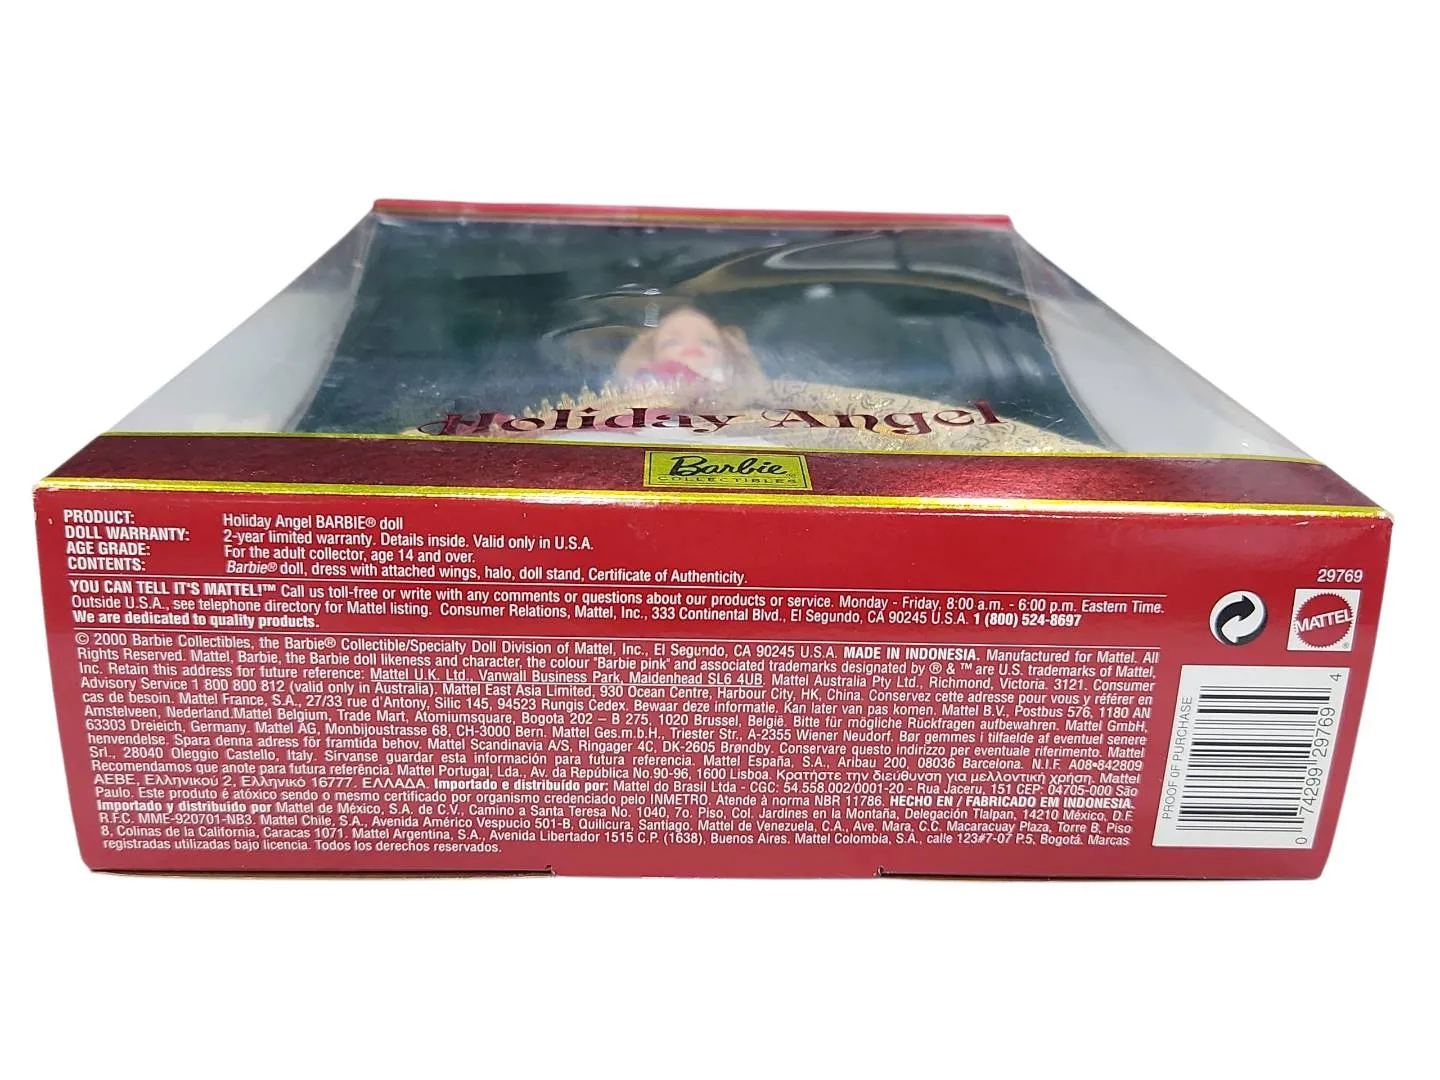 Holiday Angel
Barbie
COLLECTIBLES
PRODUCT: Holiday Angel BARBIE® doll
DOLL WARRANTY: 2-year limited warranty. Details inside. Valid only in U.S.A.
AGE GRADE: For the adult collector, age 14 and over.
CONTENTS: Barbie® doll, dress with attached wings, halo, doll stand, Certificate of Authenticity.
YOU CAN TELL IT'S MATTEL!™ Call us toll-free or write with any comments or questions about our products or service. Monday - Friday, 8:00 a.m. - 6:00 p.m. Eastern Time.
Outside U.S.A., see telephone directory for Mattel listing. Consumer Relations, Mattel, Inc., 333 Continental Blvd., El Segundo, CA 90245 U.S.A. 1 (800) 524-8697
We are dedicated to quality products.
© 2000 Barbie Collectibles, the Barbie® Collectible/Specialty Doll Division of Mattel, Inc., El Segundo, CA 90245 U.S.A. MADE IN INDONESIA. Manufactured for Mattel. All
Rights Reserved. Mattel, Barbie, the Barbie doll likeness and character, the colour "Barbie pink" and associated trademarks designated by ® & ™ are U.S. trademarks of Mattel,
Inc. Retain this address for future reference: Mattel U.K. Ltd., Vanwall Business Park, Maidenhead SL6 4UB. Mattel Australia Pty Ltd., Richmond, Victoria. 3121. Consumer
Advisory Service 1 800 800 812 (valid only in Australia). Mattel East Asia Limited, 930 Ocean Centre, Harbour City, HK, China. Conservez cette adresse pour vous y référer en
cas de besoin. Mattel France, S.A., 27/33 rue d'Antony, Silic 145, 94523 Rungis Cedex. Bewaar deze informatie. Kan later van pas komen. Mattel B.V., Postbus 576, 1180 AN
Amstelveen, Nederland.Mattel Belgium, Trade Mart, Atomiumsquare, Bogota 202 – B 275, 1020 Brussel, België. Bitte für mögliche Rückfragen aufbewahren. Mattel GmbH,
63303 Dreieich, Germany. Mattel AG, Monbijoustrasse 68, CH-3000 Bern. Mattel Ges.m.b.H., Triester Str., A-2355 Wiener Neudorf. Bør gemmes i tilfaelde af eventuel senere
henvendelse. Spara denna adress för framtida behov. Mattel Scandinavia A/S, Ringager 4C, DK-2605 Brøndby. Conservare questo indirizzo per eventuale riferimento. Mattel
Srl., 28040 Oleggio Castello, Italy. Sírvanse guardar esta información para futura referencia. Mattel España, S.A., Aribau 200, 08036 Barcelona. N.I.F. A08•842809
Recomendamos que anote para futura referência. Mattel Portugal, Lda., Av. da República No.90-96, 1600 Lisboa. Κρατήστε την διεύθυνση για μελλοντική χρήση. Mattel
AEBE, Ελληνικού 2, Ελληνικό 16777. ΕΛΛΑΔΑ. Importado e distribuído por: Mattel do Brasil Ltda - CGC: 54.558.002/0001-20 - Rua Jaceru, 151 CEP: 04705-000 São
Paulo. Este produto é atóxico sendo o mesmo certificado por organismo credenciado pelo INMETRO. Atende à norma NBR 11786. HECHO EN / FABRICADO EM INDONESIA.
Importado y distribuido por Mattel de México, S.A. de C.V., Camino a Santa Teresa No. 1040, 7o. Piso, Col. Jardines en la Montaña, Delegación Tlalpan, 14210 México, D.F.
R.F.C. MME-920701-NB3. Mattel Chile, S.A., Avenida Américo Vespucio 501-B, Quilicura, Santiago. Mattel de Venezuela, C.A., Ave. Mara, C.C. Macaracuay Plaza, Torre B, Piso
8, Colinas de la California, Caracas 1071. Mattel Argentina, S.A., Avenida Libertador 1515 C.P. (1638), Buenos Aires. Mattel Colombia, S.A., calle 123#7-07 P.5, Bogotá. Marcas
registradas utilizadas bajo licencia. Todos los derechos reservados.
29769
MATTEL®
PROOF OF PURCHASE
0 74299 29769 4